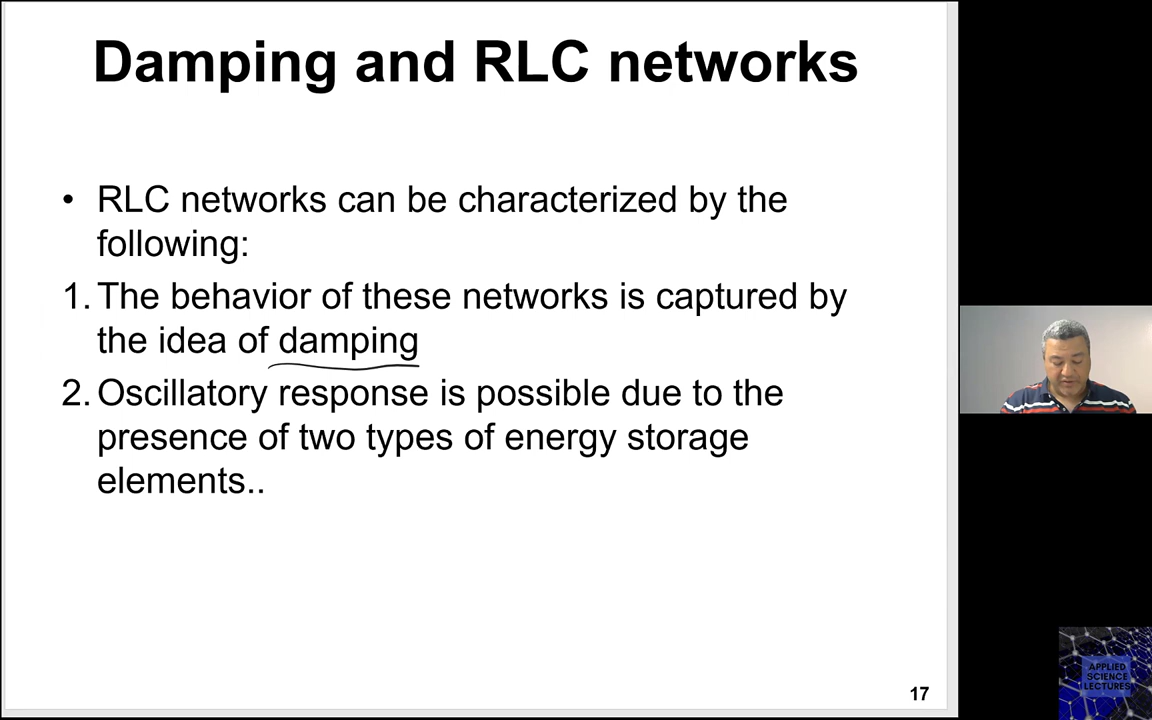 Damping and RLC networks
• RLC networks can be characterized by the
following:
1. The behavior of these networks is captured by
the idea of damping
2. Oscillatory response is possible due to the
presence of two types of energy storage
elements..
17
APPLIED
SCIENCE
LECTURES